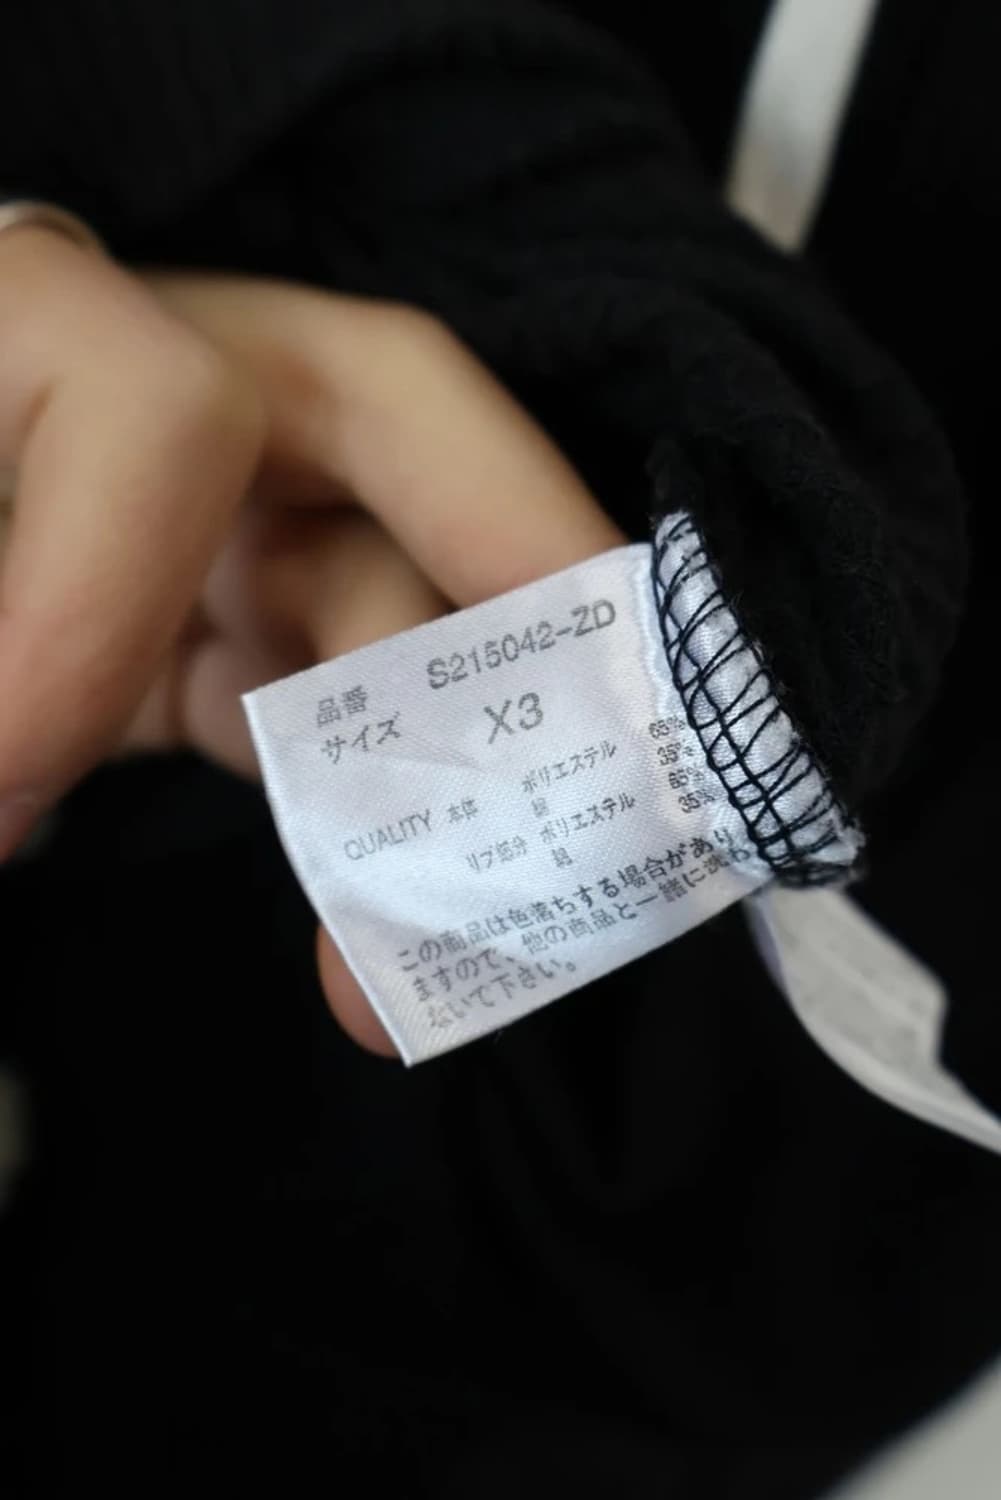 品番 S215042-ZD
サイズ X3
QUALITY 本体 ポリエステル 65%
綿 35%
リブ部分 ポリエステル 65%
綿 35%
この商品は色落ちする場合があり
ますので、他の商品と一緒に洗わ
ないで下さい。